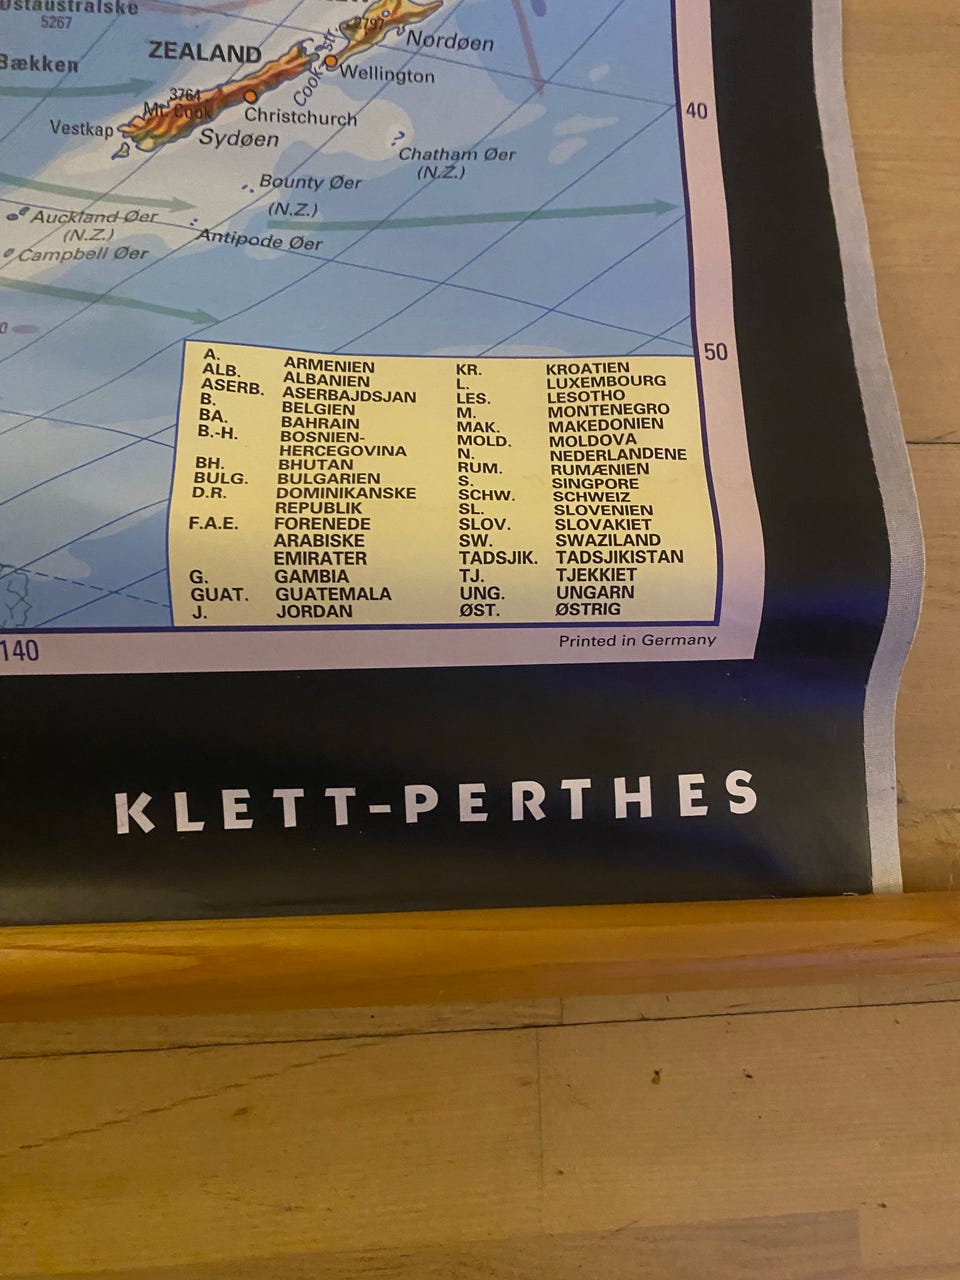 Østaustralske
5267
Bækken
ZEALAND
2797
Nordøen
Cook-str.
Wellington
3764
Mt. Cook
Christchurch
Vestkap
Sydøen
40
Chatham Øer
(N.Z.)
Bounty Øer
(N.Z.)
Auckland Øer
(N.Z.)
Antipode Øer
Campbell Øer
50
A. ARMENIEN
ALB. ALBANIEN
ASERB. ASERBAJDSJAN
B. BELGIEN
BA. BAHRAIN
B.-H. BOSNIEN-
HERCEGOVINA
BH. BHUTAN
BULG. BULGARIEN
D.R. DOMINIKANSKE
REPUBLIK
F.A.E. FORENEDE
ARABISKE
EMIRATER
G. GAMBIA
GUAT. GUATEMALA
J. JORDAN
KR. KROATIEN
L. LUXEMBOURG
LES. LESOTHO
M. MONTENEGRO
MAK. MAKEDONIEN
MOLD. MOLDOVA
N. NEDERLANDENE
RUM. RUMÆNIEN
S. SINGPORE
SCHW. SCHWEIZ
SL. SLOVENIEN
SLOV. SLOVAKIET
SW. SWAZILAND
TADSJIK. TADSJIKISTAN
TJ. TJEKKIET
UNG. UNGARN
ØST. ØSTRIG
140
Printed in Germany
KLETT-PERTHES